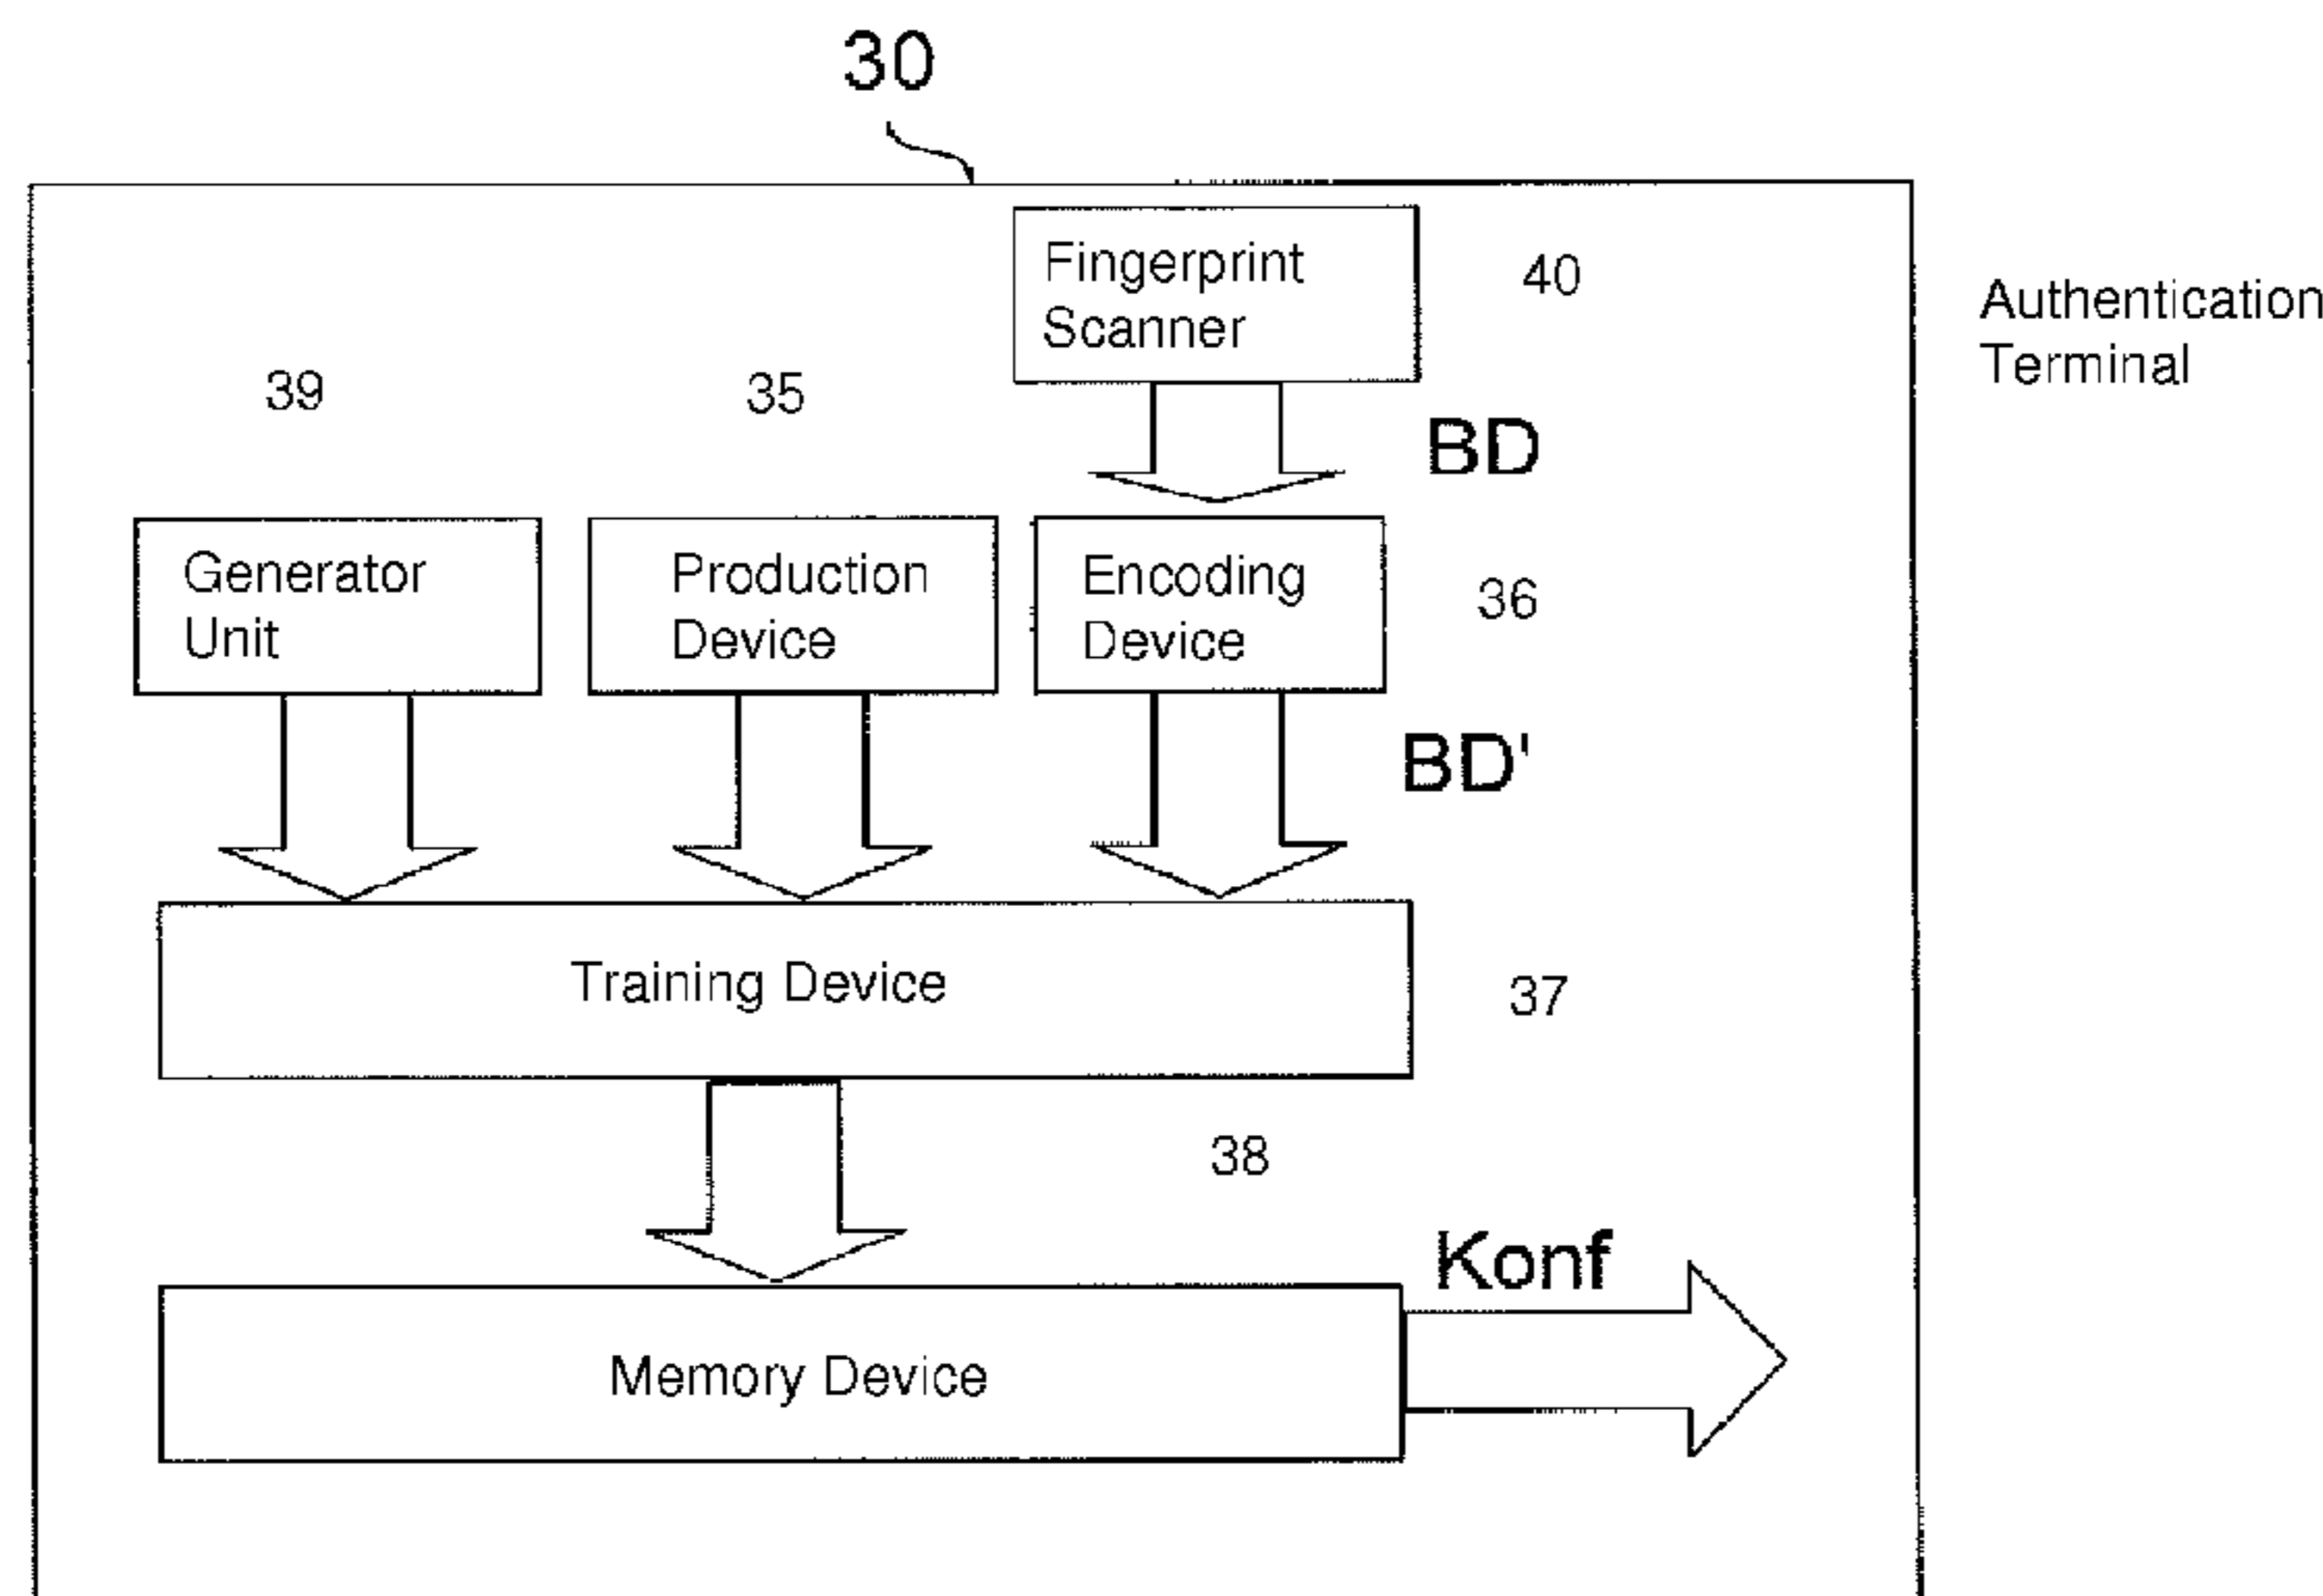 30
Fingerprint
Scanner
40
Authentication
Terminal
39
35
BD
Generator
Unit
Production
Device
Encoding
Device
36
BD'
Training Device
37
38
Konf
Memory Device